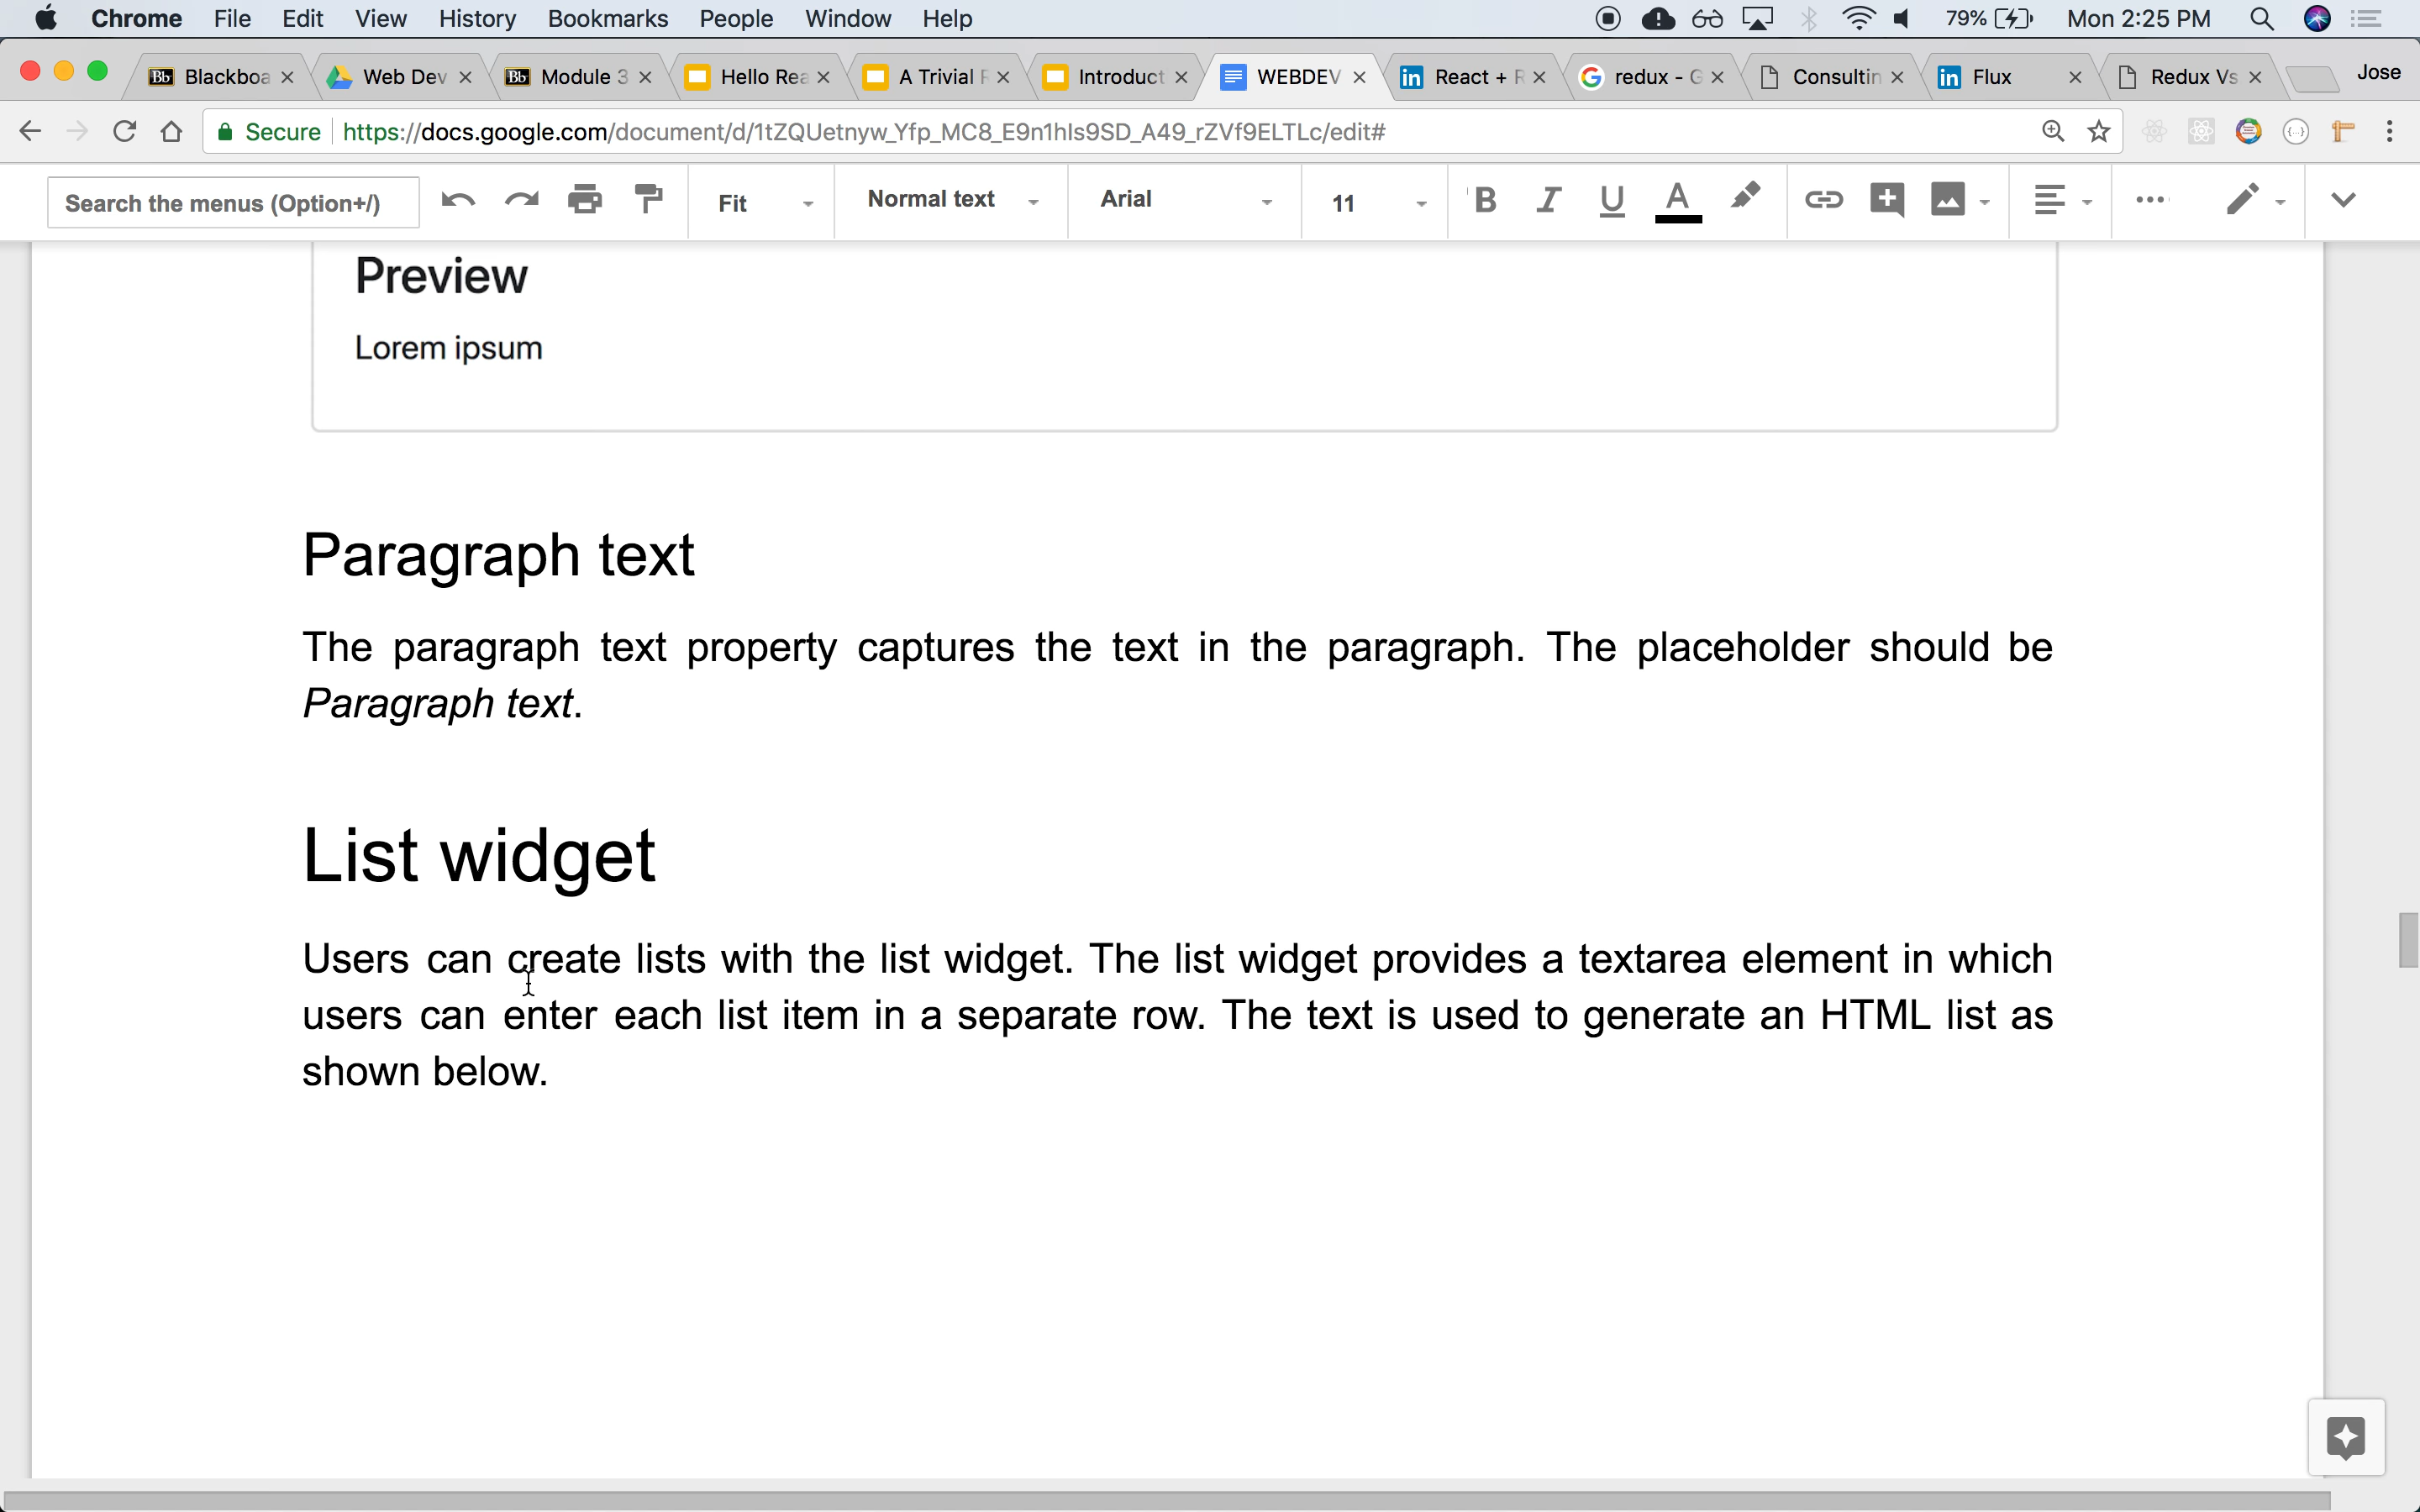 Chrome File Edit View History Bookmarks People Window Help 79% Mon 2:25 PM
Blackboa Web Dev Module 3 Hello Rea A Trivial Introduct WEBDEV React + redux - G Consultin Flux Redux Vs Jose
Secure https://docs.google.com/document/d/1tZQUetnyw_Yfp_MC8_E9n1hIs9SD_A49_rZVf9ELTLc/edit#
Search the menus (Option+/) Fit Normal text Arial 11 B I U A
Preview
Lorem ipsum
Paragraph text
The paragraph text property captures the text in the paragraph. The placeholder should be
Paragraph text.
List widget
Users can create lists with the list widget. The list widget provides a textarea element in which
users can enter each list item in a separate row. The text is used to generate an HTML list as
shown below.